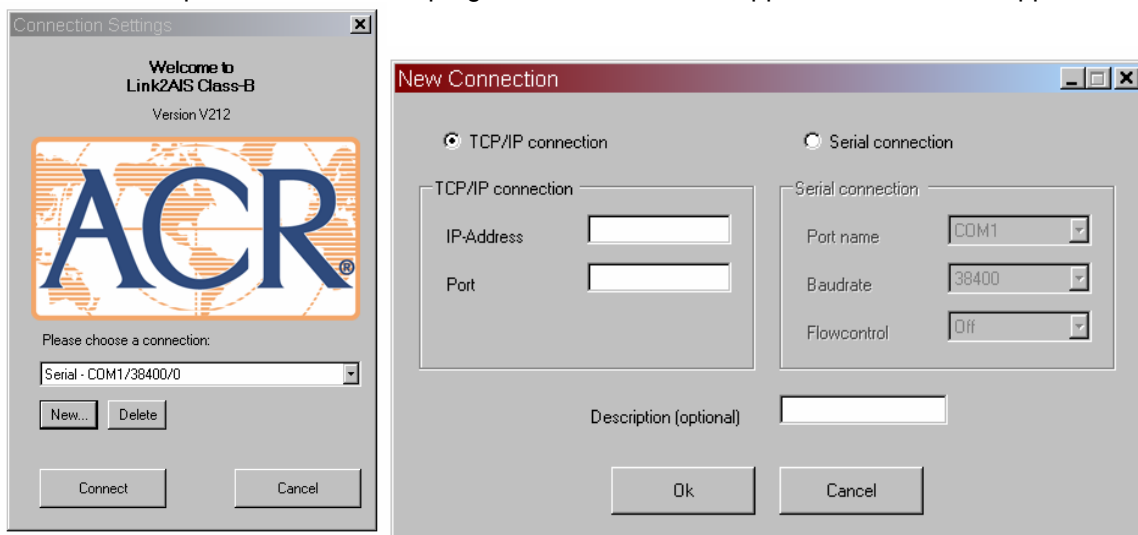 Connection Settings
Welcome to
Link2AIS Class-B
Version V212
ACR®
Please choose a connection:
Serial - COM1/38400/0
New... Delete
Connect Cancel
New Connection
TCP/IP connection Serial connection
TCP/IP connection Serial connection
IP-Address Port name COM1
Port Baudrate 38400
Flowcontrol Off
Description (optional)
Ok Cancel